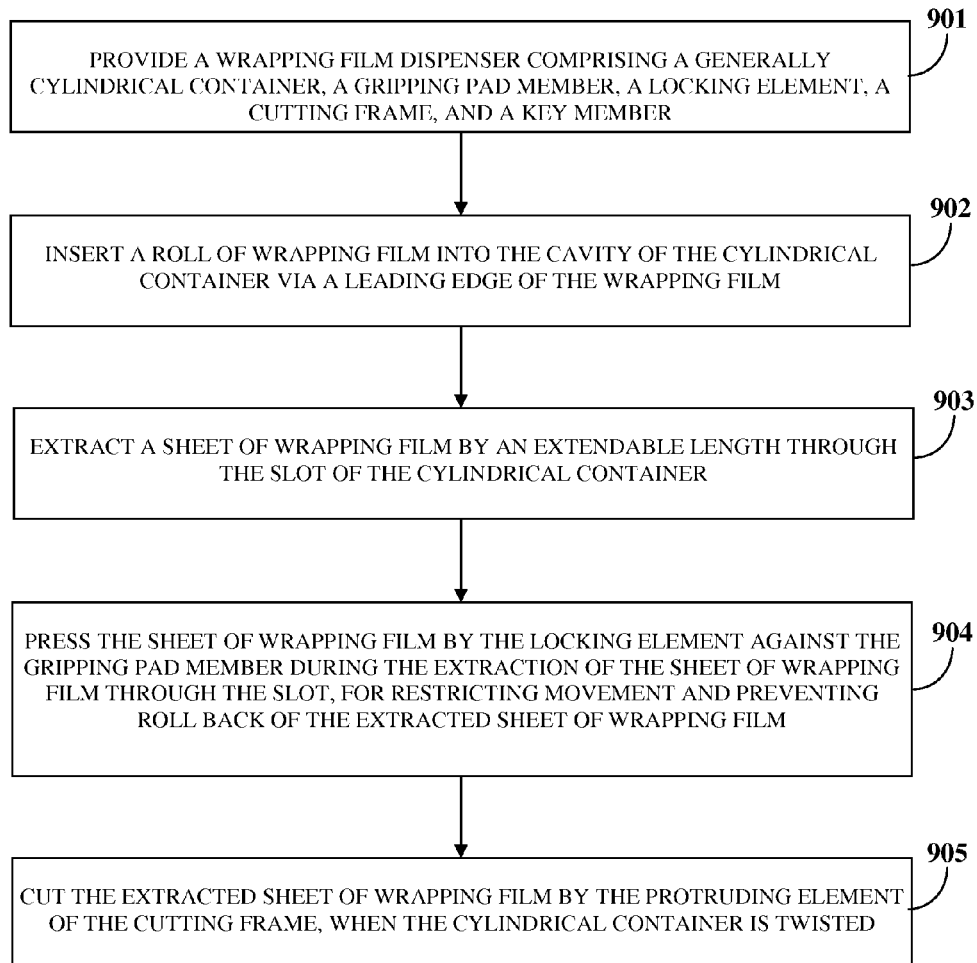 901
PROVIDE A WRAPPING FILM DISPENSER COMPRISING A GENERALLY
CYLINDRICAL CONTAINER, A GRIPPING PAD MEMBER, A LOCKING ELEMENT, A
CUTTING FRAME, AND A KEY MEMBER
902
INSERT A ROLL OF WRAPPING FILM INTO THE CAVITY OF THE CYLINDRICAL
CONTAINER VIA A LEADING EDGE OF THE WRAPPING FILM
903
EXTRACT A SHEET OF WRAPPING FILM BY AN EXTENDABLE LENGTH THROUGH
THE SLOT OF THE CYLINDRICAL CONTAINER
904
PRESS THE SHEET OF WRAPPING FILM BY THE LOCKING ELEMENT AGAINST THE
GRIPPING PAD MEMBER DURING THE EXTRACTION OF THE SHEET OF WRAPPING
FILM THROUGH THE SLOT, FOR RESTRICTING MOVEMENT AND PREVENTING
ROLL BACK OF THE EXTRACTED SHEET OF WRAPPING FILM
905
CUT THE EXTRACTED SHEET OF WRAPPING FILM BY THE PROTRUDING ELEMENT
OF THE CUTTING FRAME, WHEN THE CYLINDRICAL CONTAINER IS TWISTED